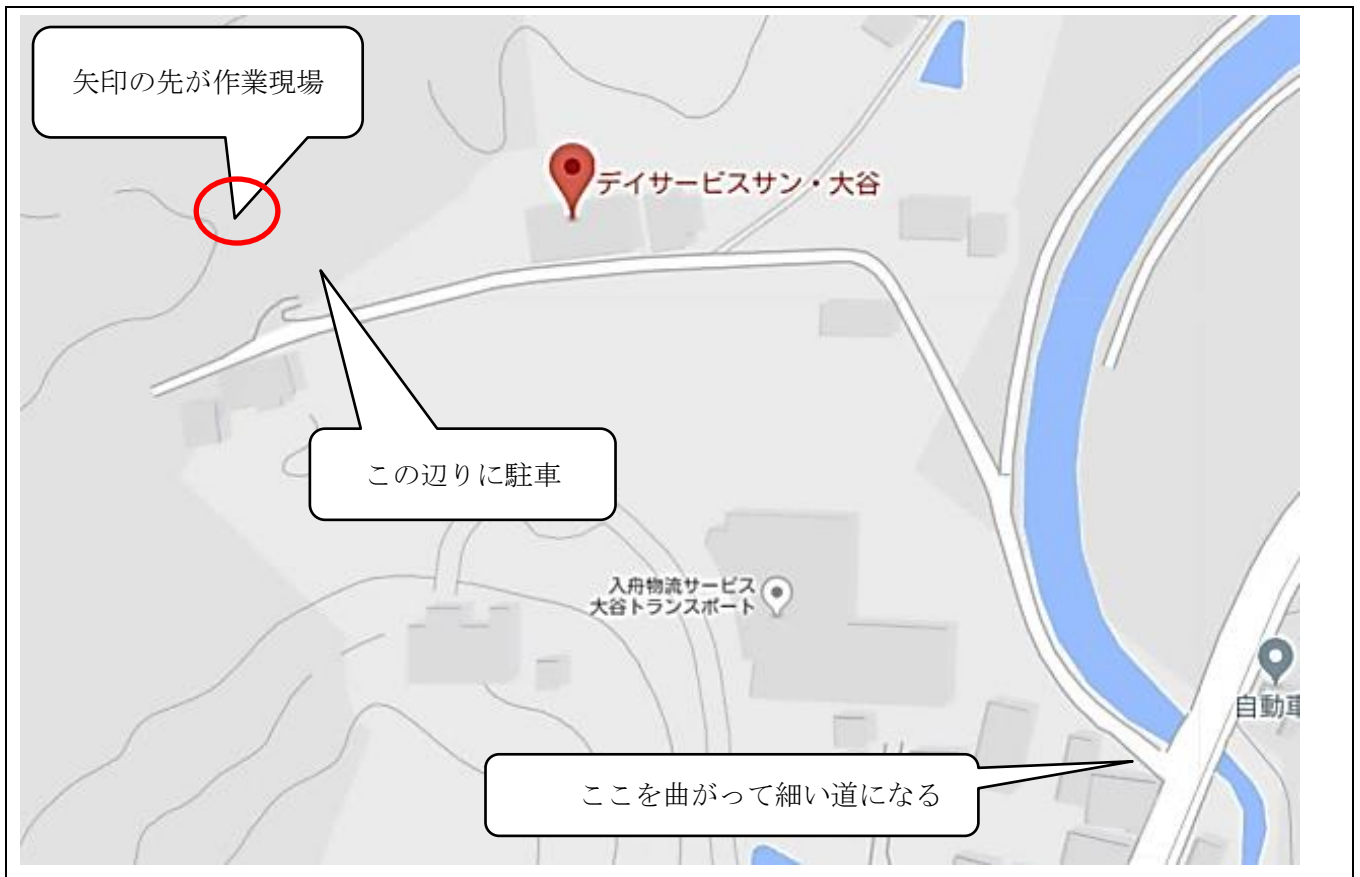 矢印の先が作業現場
デイサービスサン・大谷
この辺りに駐車
入舟物流サービス
大谷トランスポート
自動車
ここを曲がって細い道になる